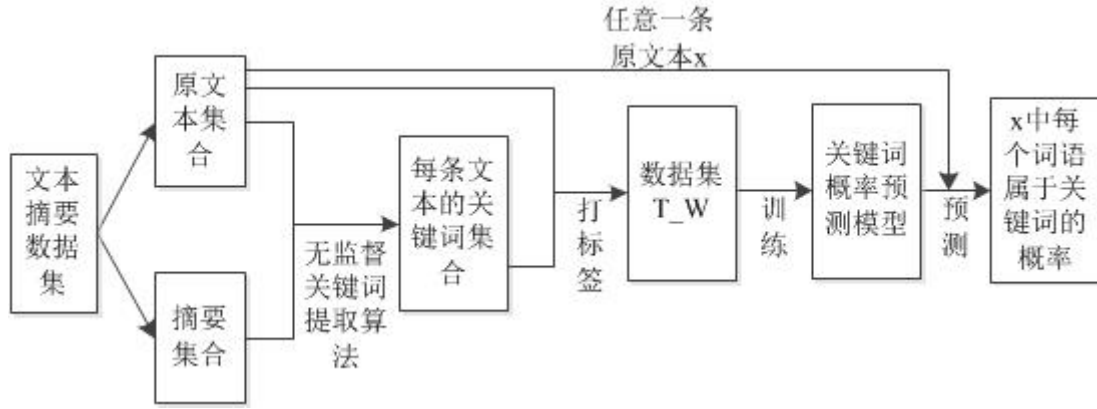 任意一条
原文本x
原文
本集
合
文本
摘要
数据
集
摘要
集合
无监督
关键词
提取算
法
每条文
本的关
键词集
合
打
标
签
数据集
T_W
训
练
关键词
概率预
测模型
预
测
x中每
个词语
属于关
键词的
概率